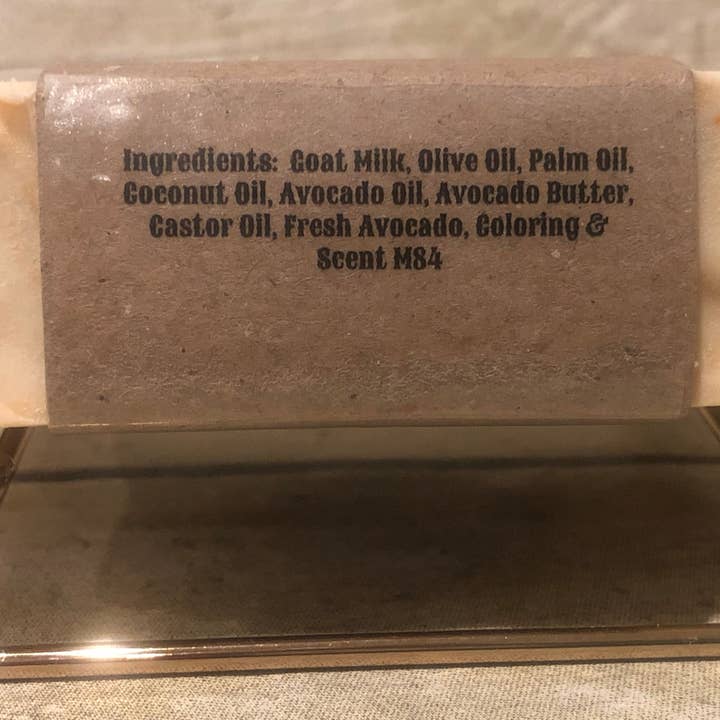 Ingredients: Goat Milk, Olive Oil, Palm Oil,
Coconut Oil, Avocado Oil, Avocado Butter,
Castor Oil, Fresh Avocado, Coloring &
Scent M84